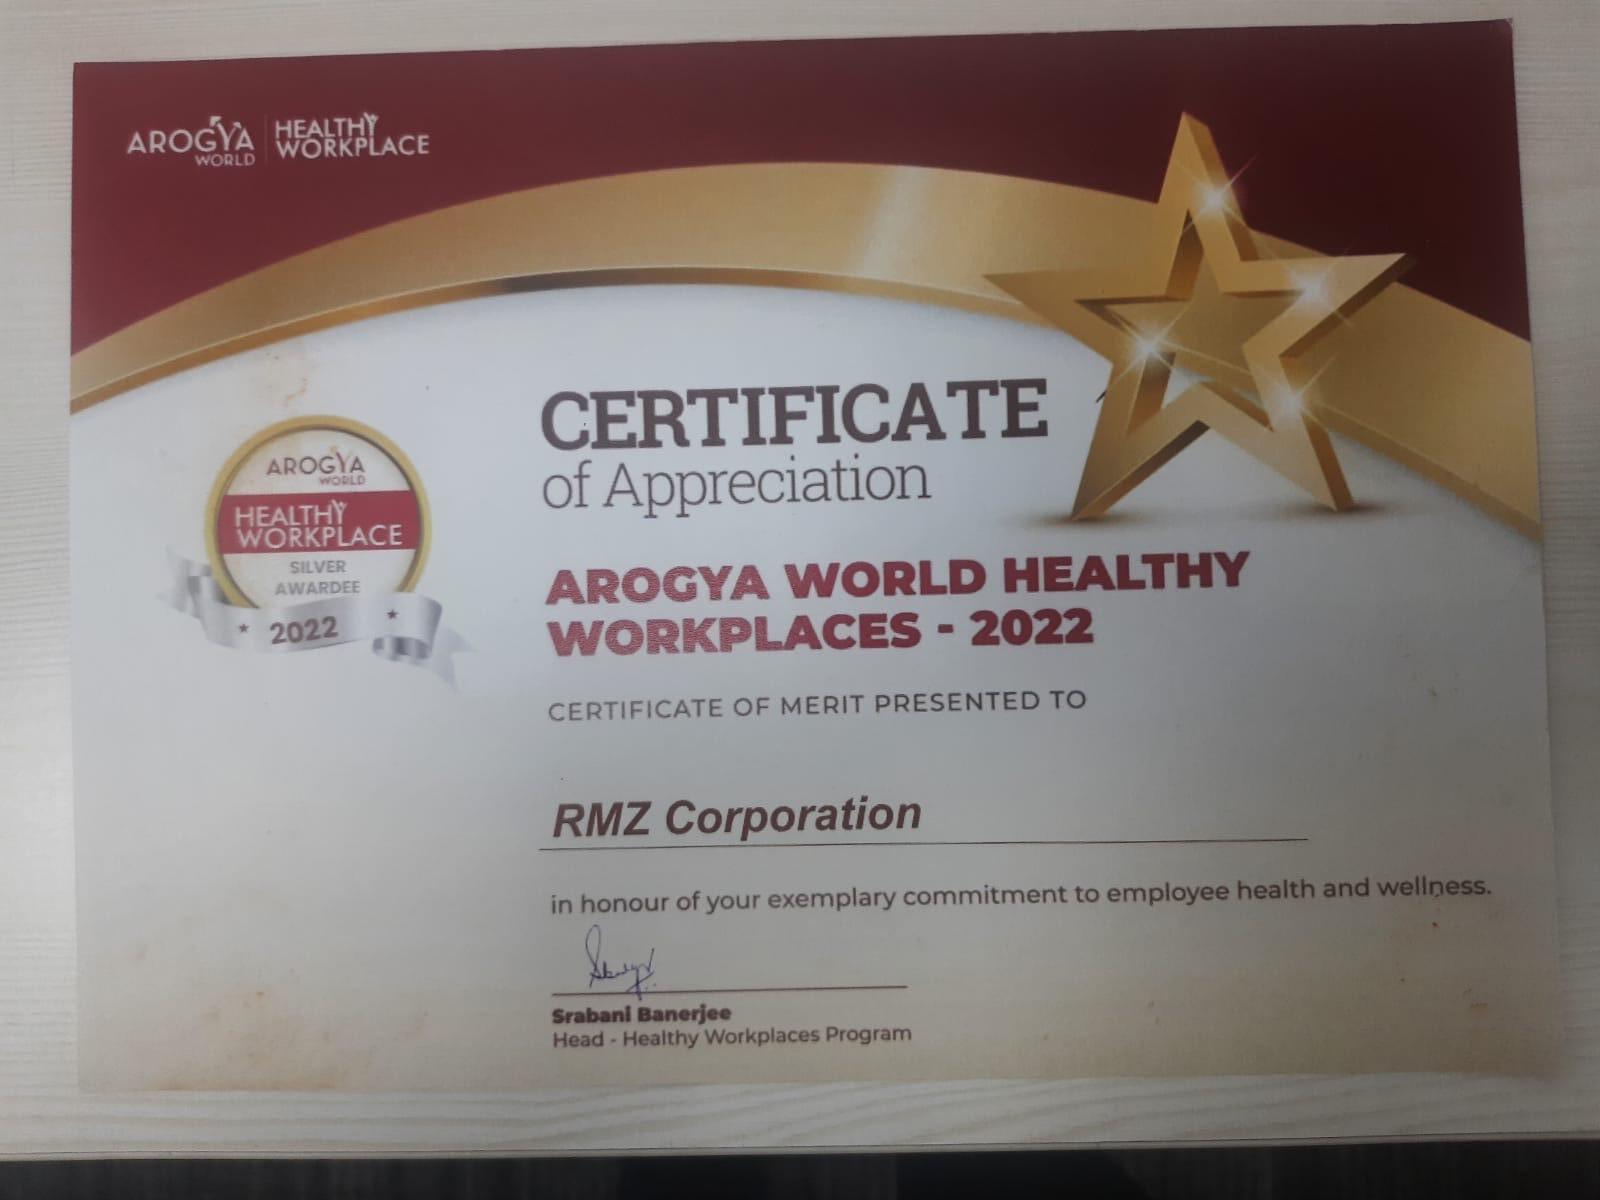 AROGYA WORLD
HEALTHY WORKPLACE
CERTIFICATE
of Appreciation
AROGYA
WORLD
HEALTHY
WORKPLACE
SILVER
AWARDEE
2022
AROGYA WORLD HEALTHY
WORKPLACES - 2022
CERTIFICATE OF MERIT PRESENTED TO
RMZ Corporation
in honour of your exemplary commitment to employee health and wellness.
Srabani Banerjee
Head - Healthy Workplaces Program